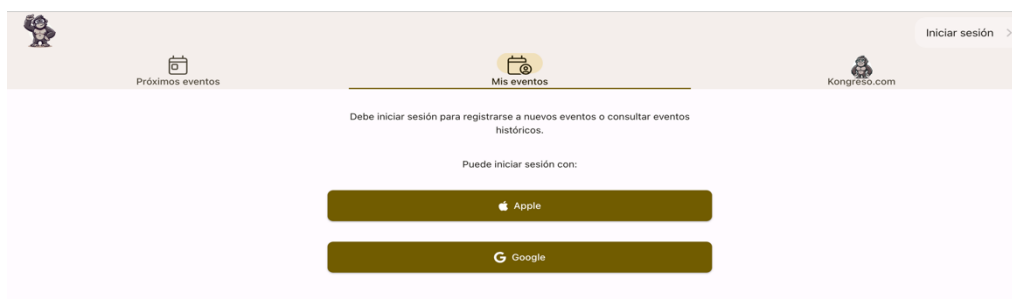 Iniciar sesión
Próximos eventos
Mis eventos
Kongreso.com
Debe iniciar sesión para registrarse a nuevos eventos o consultar eventos
históricos.
Puede iniciar sesión con:
Apple
Google